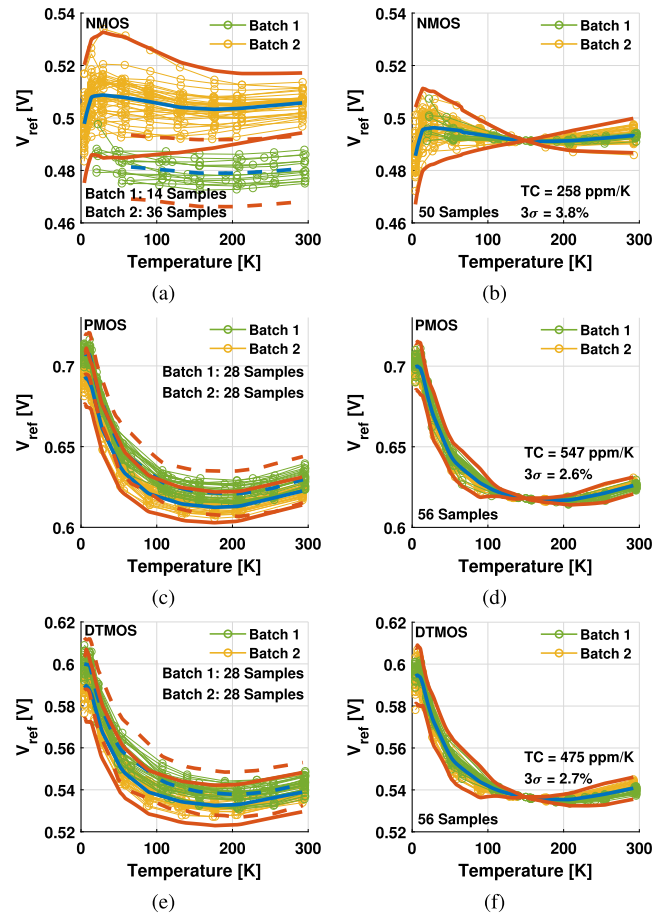 NMOS
Batch 1
Batch 2
V_ref [V]
0.54
0.52
0.5
0.48
0.46
Batch 1: 14 Samples
Batch 2: 36 Samples
0 100 200 300
Temperature [K]
(a)
NMOS
Batch 1
Batch 2
V_ref [V]
0.54
0.52
0.5
0.48
0.46
TC = 258 ppm/K
3σ = 3.8%
50 Samples
0 100 200 300
Temperature [K]
(b)
PMOS
Batch 1
Batch 2
Batch 1: 28 Samples
Batch 2: 28 Samples
V_ref [V]
0.7
0.65
0.6
0 100 200 300
Temperature [K]
(c)
PMOS
Batch 1
Batch 2
V_ref [V]
0.7
0.65
0.6
TC = 547 ppm/K
3σ = 2.6%
56 Samples
0 100 200 300
Temperature [K]
(d)
DTMOS
Batch 1
Batch 2
Batch 1: 28 Samples
Batch 2: 28 Samples
V_ref [V]
0.62
0.6
0.58
0.56
0.54
0.52
0 100 200 300
Temperature [K]
(e)
DTMOS
Batch 1
Batch 2
V_ref [V]
0.62
0.6
0.58
0.56
0.54
0.52
TC = 475 ppm/K
3σ = 2.7%
56 Samples
0 100 200 300
Temperature [K]
(f)